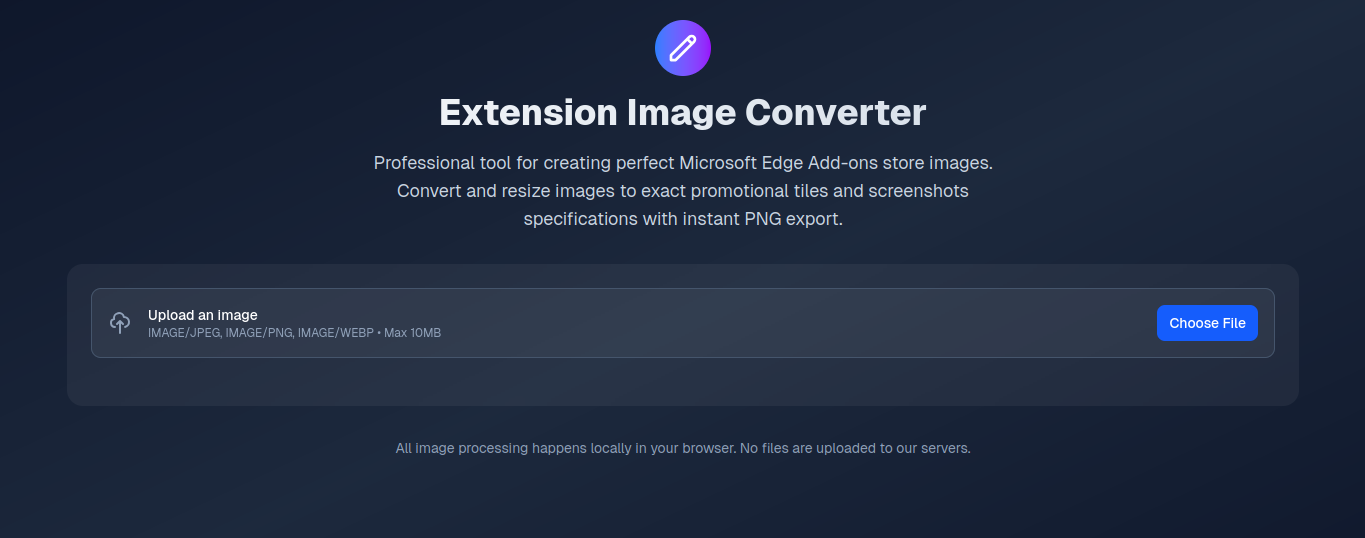 Extension Image Converter
Professional tool for creating perfect Microsoft Edge Add-ons store images.
Convert and resize images to exact promotional tiles and screenshots
specifications with instant PNG export.
Upload an image
IMAGE/JPEG, IMAGE/PNG, IMAGE/WEBP • Max 10MB
Choose File
All image processing happens locally in your browser. No files are uploaded to our servers.